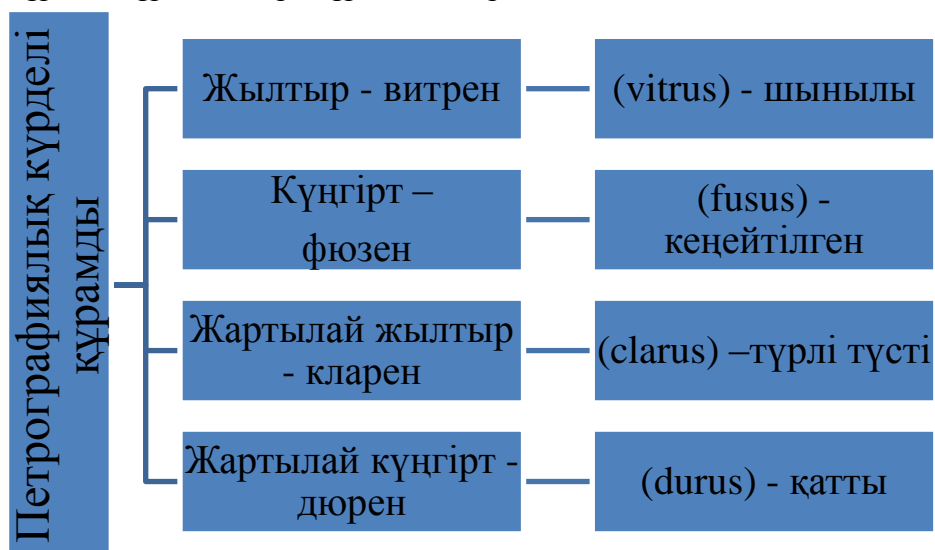 Петрографиялық күрделі
құрамды
Жылтыр - витрен
(vitrus) - шынылы
Күңгірт –
фюзен
(fusus) -
кеңейтілген
Жартылай жылтыр
- кларен
(clarus) –түрлі түсті
Жартылай күңгірт -
дюрен
(durus) - қатты